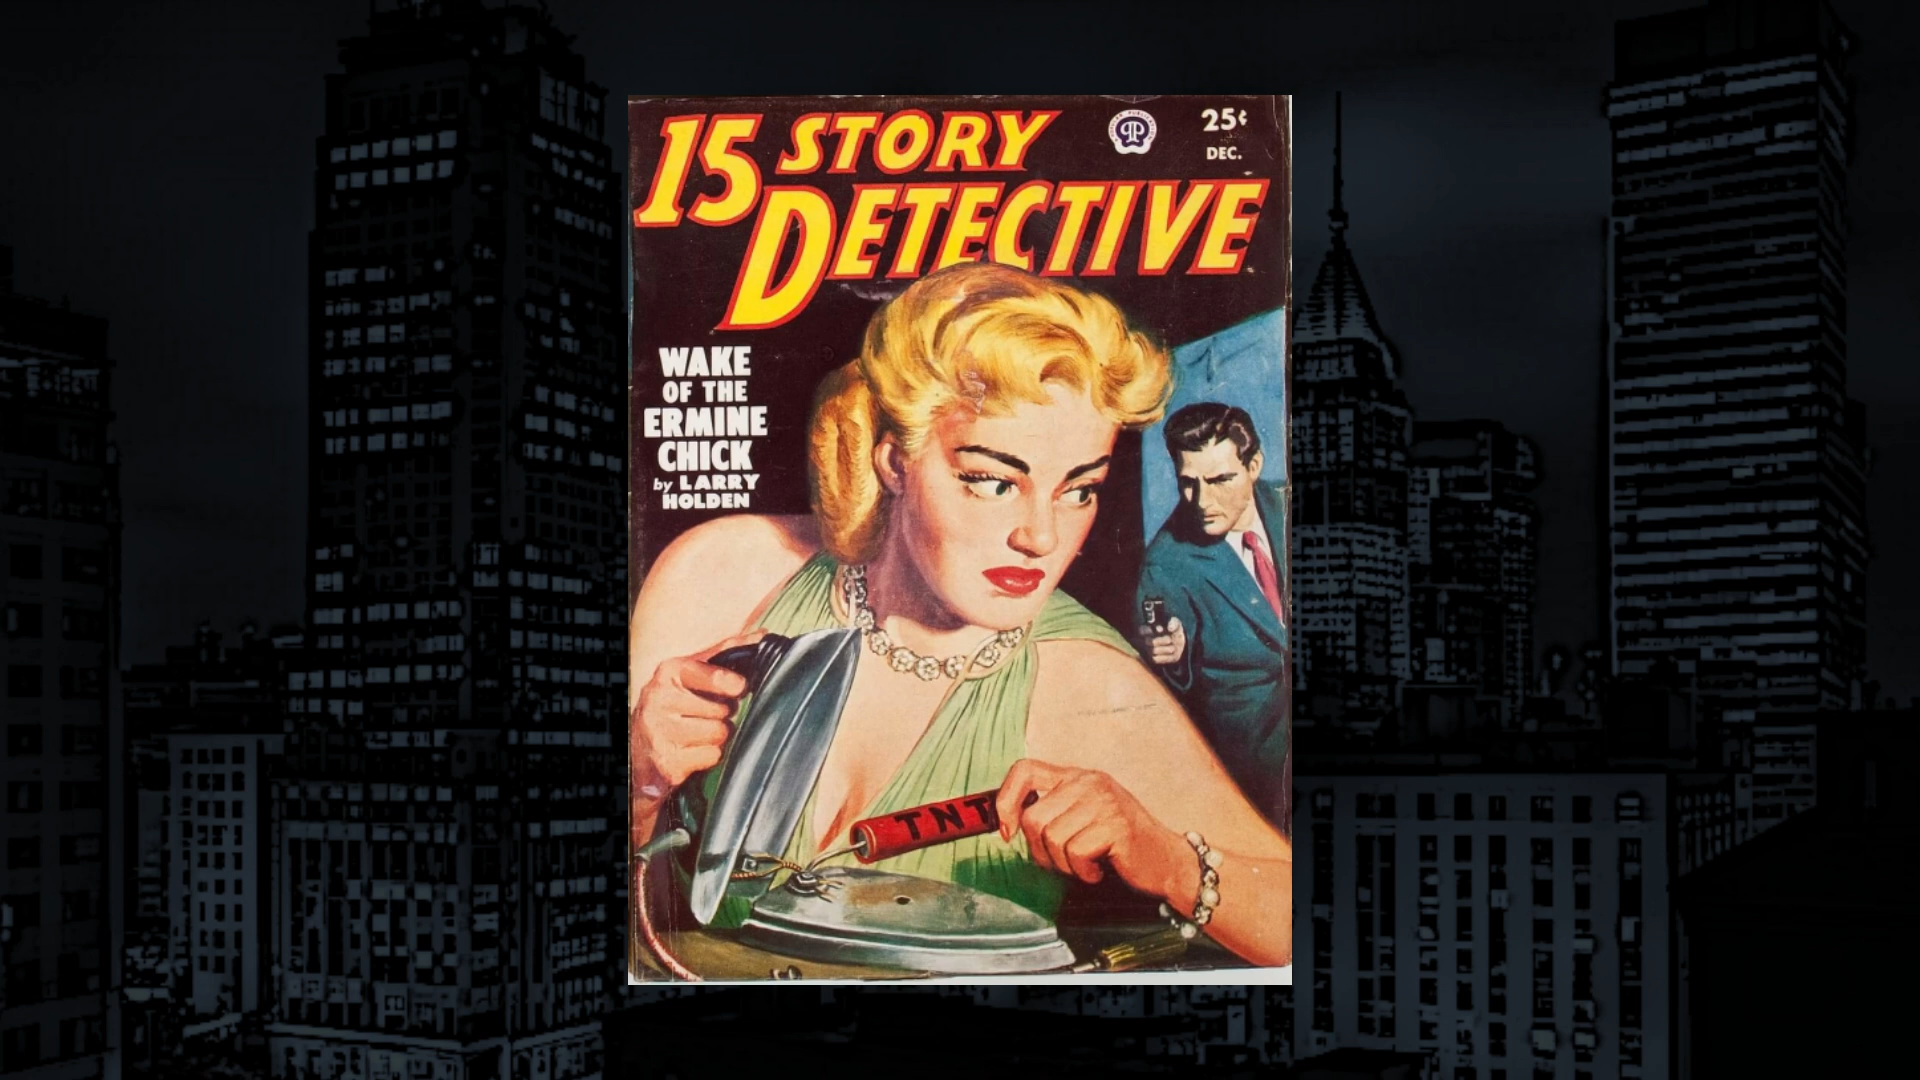 15 STORY
DETECTIVE
25¢
DEC.
WAKE
OF THE
ERMINE
CHICK
by LARRY
HOLDEN
TNT